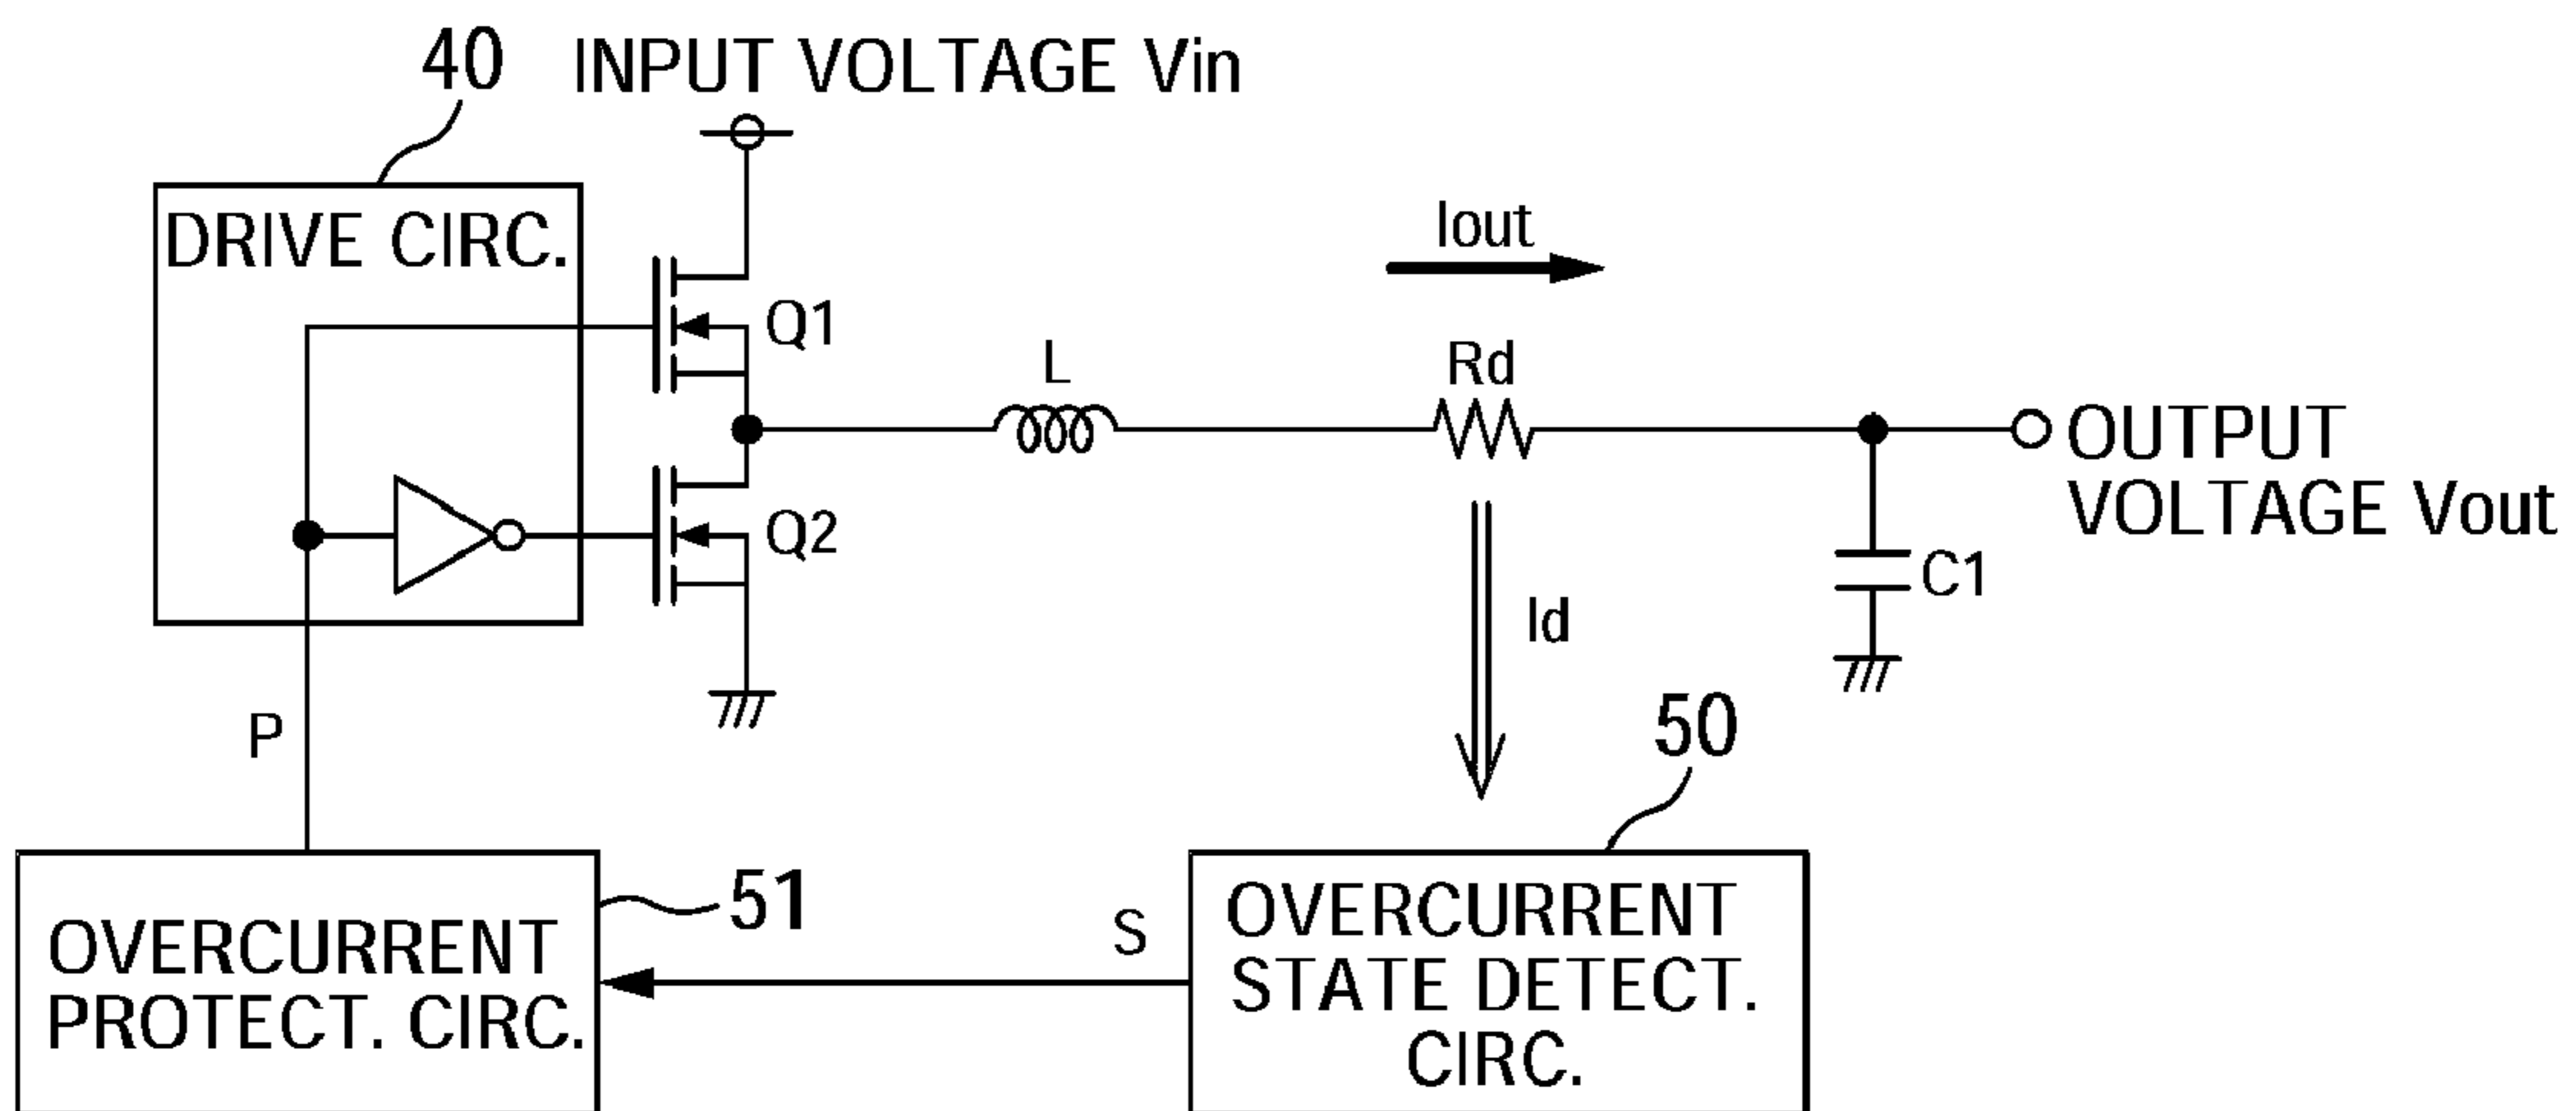 40
INPUT VOLTAGE Vin
DRIVE CIRC.
Iout
Q1
L
Rd
OUTPUT
VOLTAGE Vout
Q2
C1
Id
P
50
51
S
OVERCURRENT
PROTECT. CIRC.
OVERCURRENT
STATE DETECT.
CIRC.